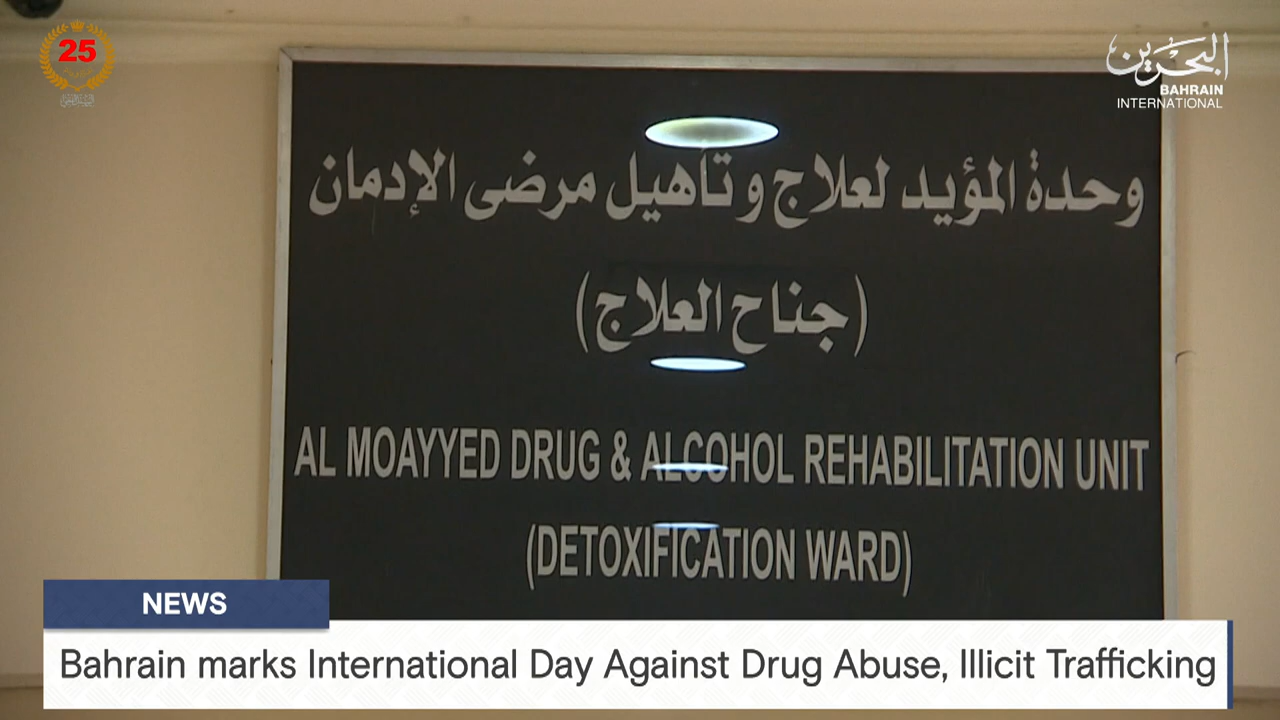 25
البحرين
BAHRAIN
INTERNATIONAL
وحدة المؤيد لعلاج و تأهيل مرضى الإدمان
(جناح العلاج)
AL MOAYYED DRUG & ALCOHOL REHABILITATION UNIT
(DETOXIFICATION WARD)
NEWS
Bahrain marks International Day Against Drug Abuse, Illicit Trafficking